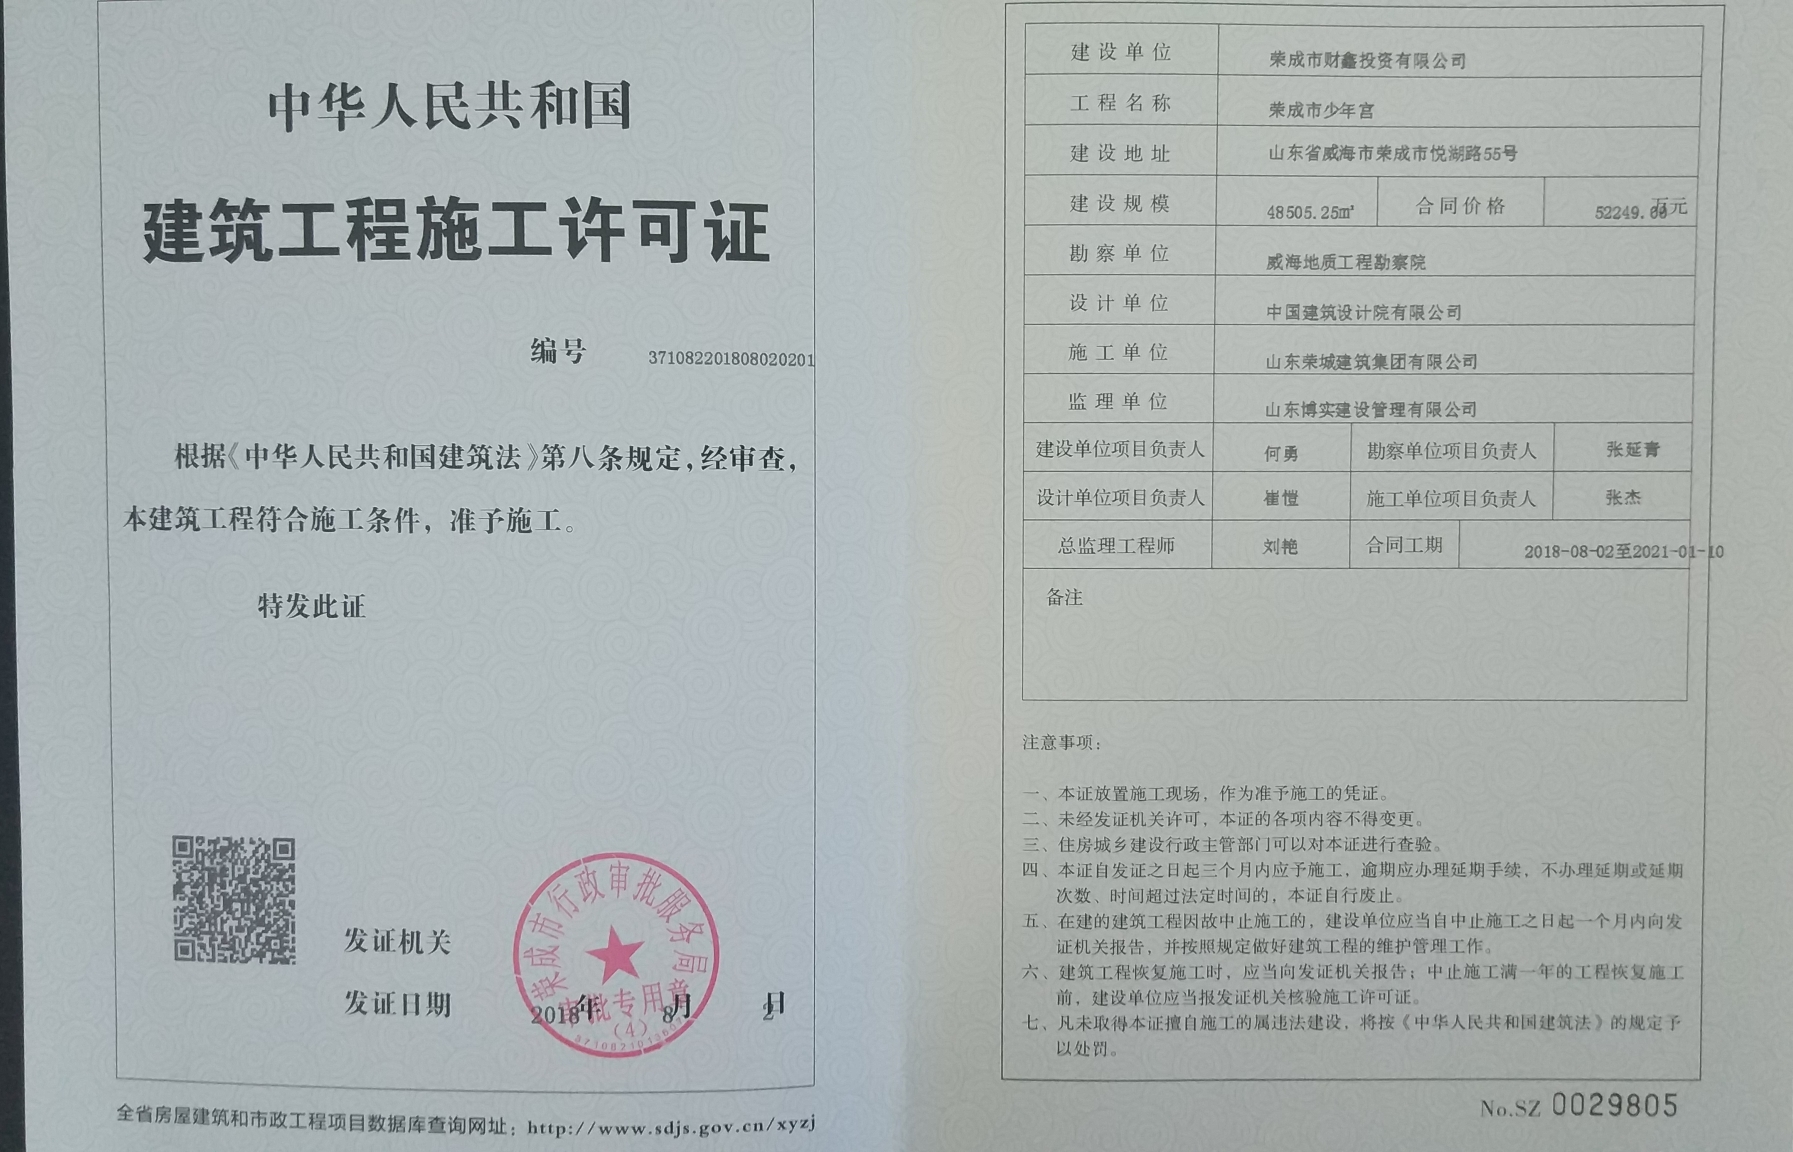 中华人民共和国
建筑工程施工许可证
编号 371082201808020201
根据《中华人民共和国建筑法》第八条规定,经审查,
本建筑工程符合施工条件，准予施工。
特发此证
发证机关
发证日期 2018年 8月 2日
荣成市行政审批服务局
审批专用章
(4)
全省房屋建筑和市政工程项目数据库查询网址：http://www.sdjs.gov.cn/xyzj
建设单位 荣成市财鑫投资有限公司
工程名称 荣成市少年宫
建设地址 山东省威海市荣成市悦湖路55号
建设规模 48505.25㎡ 合同价格 52249.00万元
勘察单位 威海地质工程勘察院
设计单位 中国建筑设计院有限公司
施工单位 山东荣城建筑集团有限公司
监理单位 山东博实建设管理有限公司
建设单位项目负责人 何勇 勘察单位项目负责人 张延青
设计单位项目负责人 崔愷 施工单位项目负责人 张杰
总监理工程师 刘艳 合同工期 2018-08-02至2021-01-10
备注
注意事项：
一、本证放置施工现场，作为准予施工的凭证。
二、未经发证机关许可，本证的各项内容不得变更。
三、住房城乡建设行政主管部门可以对本证进行查验。
四、本证自发证之日起三个月内应予施工，逾期应办理延期手续，不办理延期或延期
次数、时间超过法定时间的，本证自行废止。
五、在建的建筑工程因故中止施工的，建设单位应当自中止施工之日起一个月内向发
证机关报告，并按照规定做好建筑工程的维护管理工作。
六、建筑工程恢复施工时，应当向发证机关报告；中止施工满一年的工程恢复施工
前，建设单位应当报发证机关核验施工许可证。
七、凡未取得本证擅自施工的属违法建设，将按《中华人民共和国建筑法》的规定予
以处罚。
No.SZ 0029805